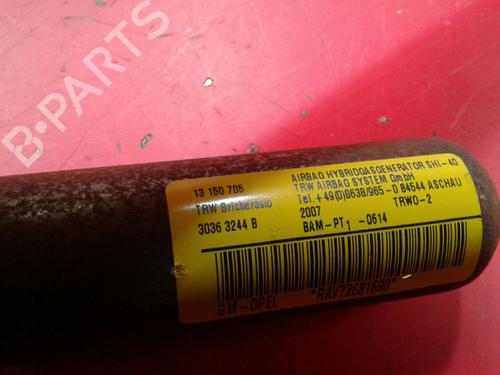 B-PARTS
13 150 705
TRW Bricherasio
3036 3244 B
AIRBAG HYBRIDGASGENERATOR SHI-40
TRW AIRBAG SYSTEM GmbH
Tel.+49(0)8638/965-0 84544 ASCHAU
2007 TRWO-2
BAM-PT1-0614
GM-OPEL
*RAV72681690*